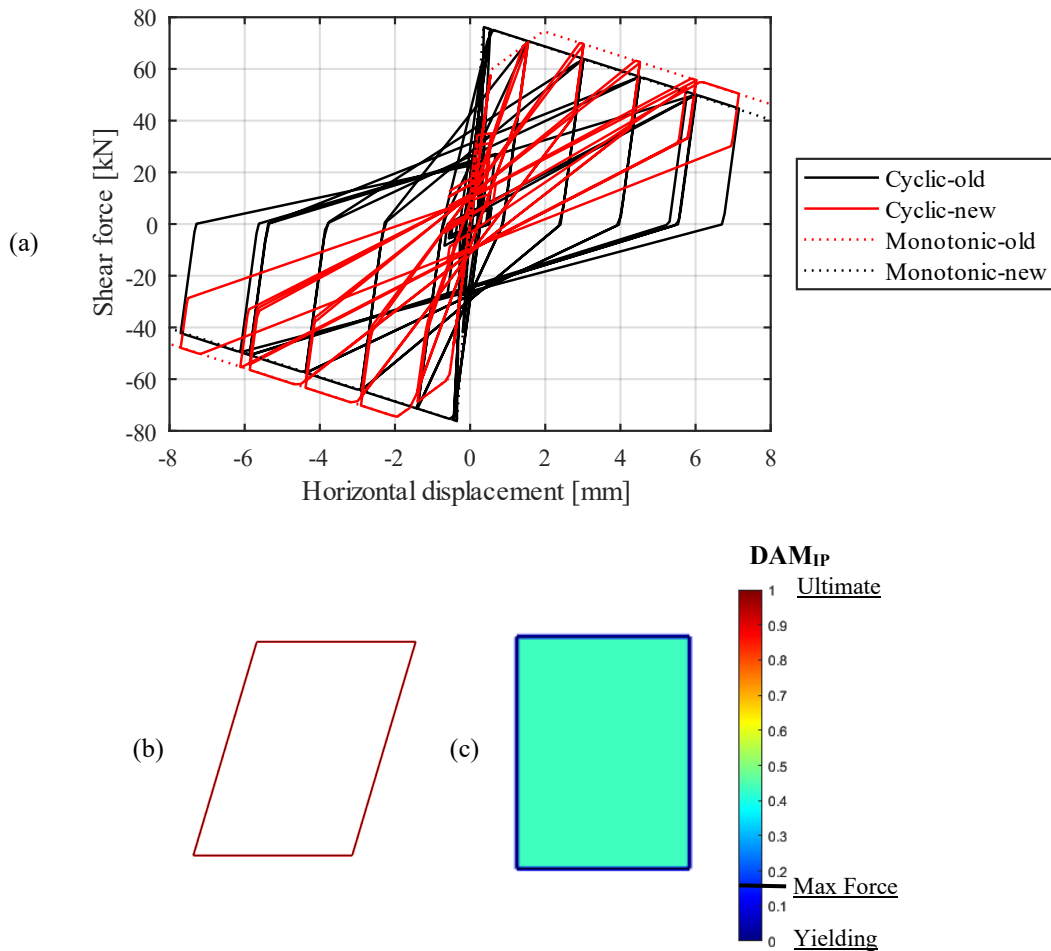 80
60
40
20
0
-20
-40
-60
-80
Shear force [kN]
(a)
-8 -6 -4 -2 0 2 4 6 8
Horizontal displacement [mm]
Cyclic-old
Cyclic-new
Monotonic-old
Monotonic-new
DAMIP
1 Ultimate
0.9
0.8
0.7
0.6
(b)
(c)
0.5
0.4
0.3
0.2
Max Force
0.1
0 Yielding